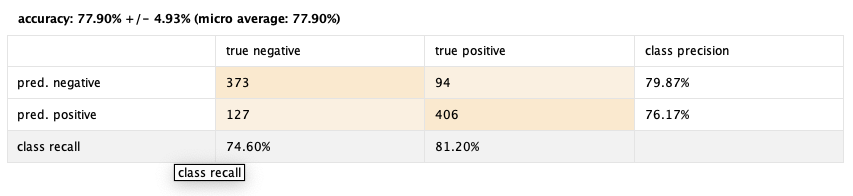 accuracy: 77.90% +/- 4.93% (micro average: 77.90%)
true negative true positive class precision
pred. negative 373 94 79.87%
pred. positive 127 406 76.17%
class recall 74.60% 81.20%
class recall